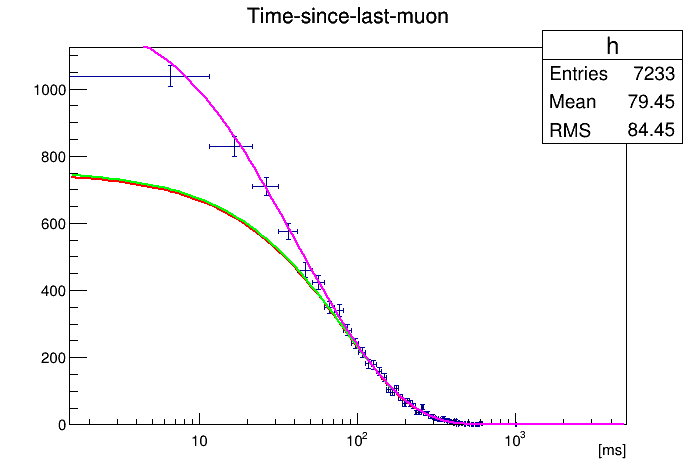 Time-since-last-muon
h
Entries 7233
Mean 79.45
RMS 84.45
1000
800
600
400
200
0
10
10²
10³
[ms]